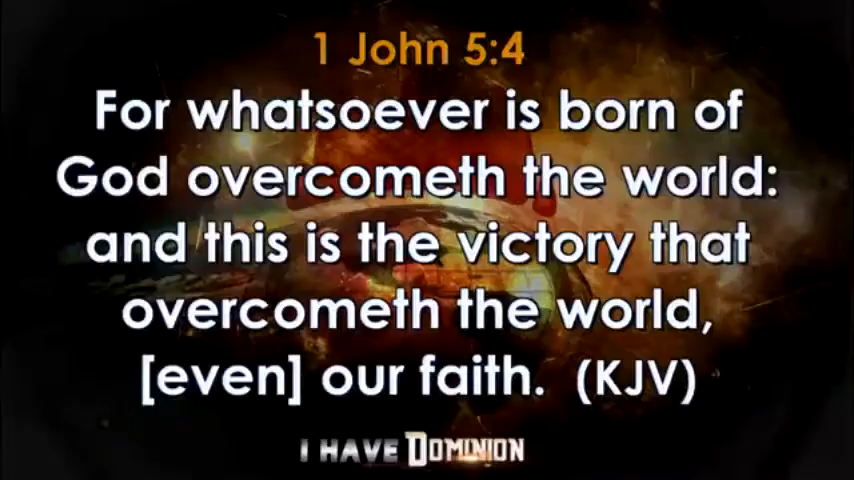 1 John 5:4
For whatsoever is born of
God overcometh the world:
and this is the victory that
overcometh the world,
[even] our faith. (KJV)
I HAVE DOMINION